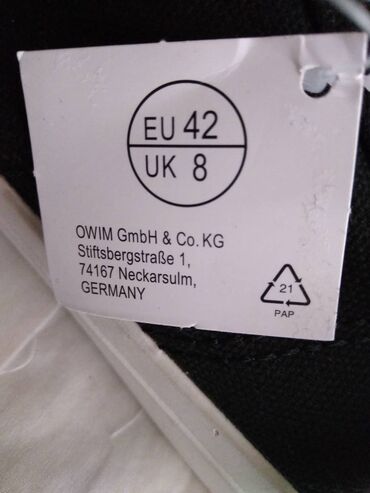 EU 42
UK 8
OWIM GmbH & Co. KG
Stiftsbergstraße 1,
74167 Neckarsulm,
GERMANY
21
PAP